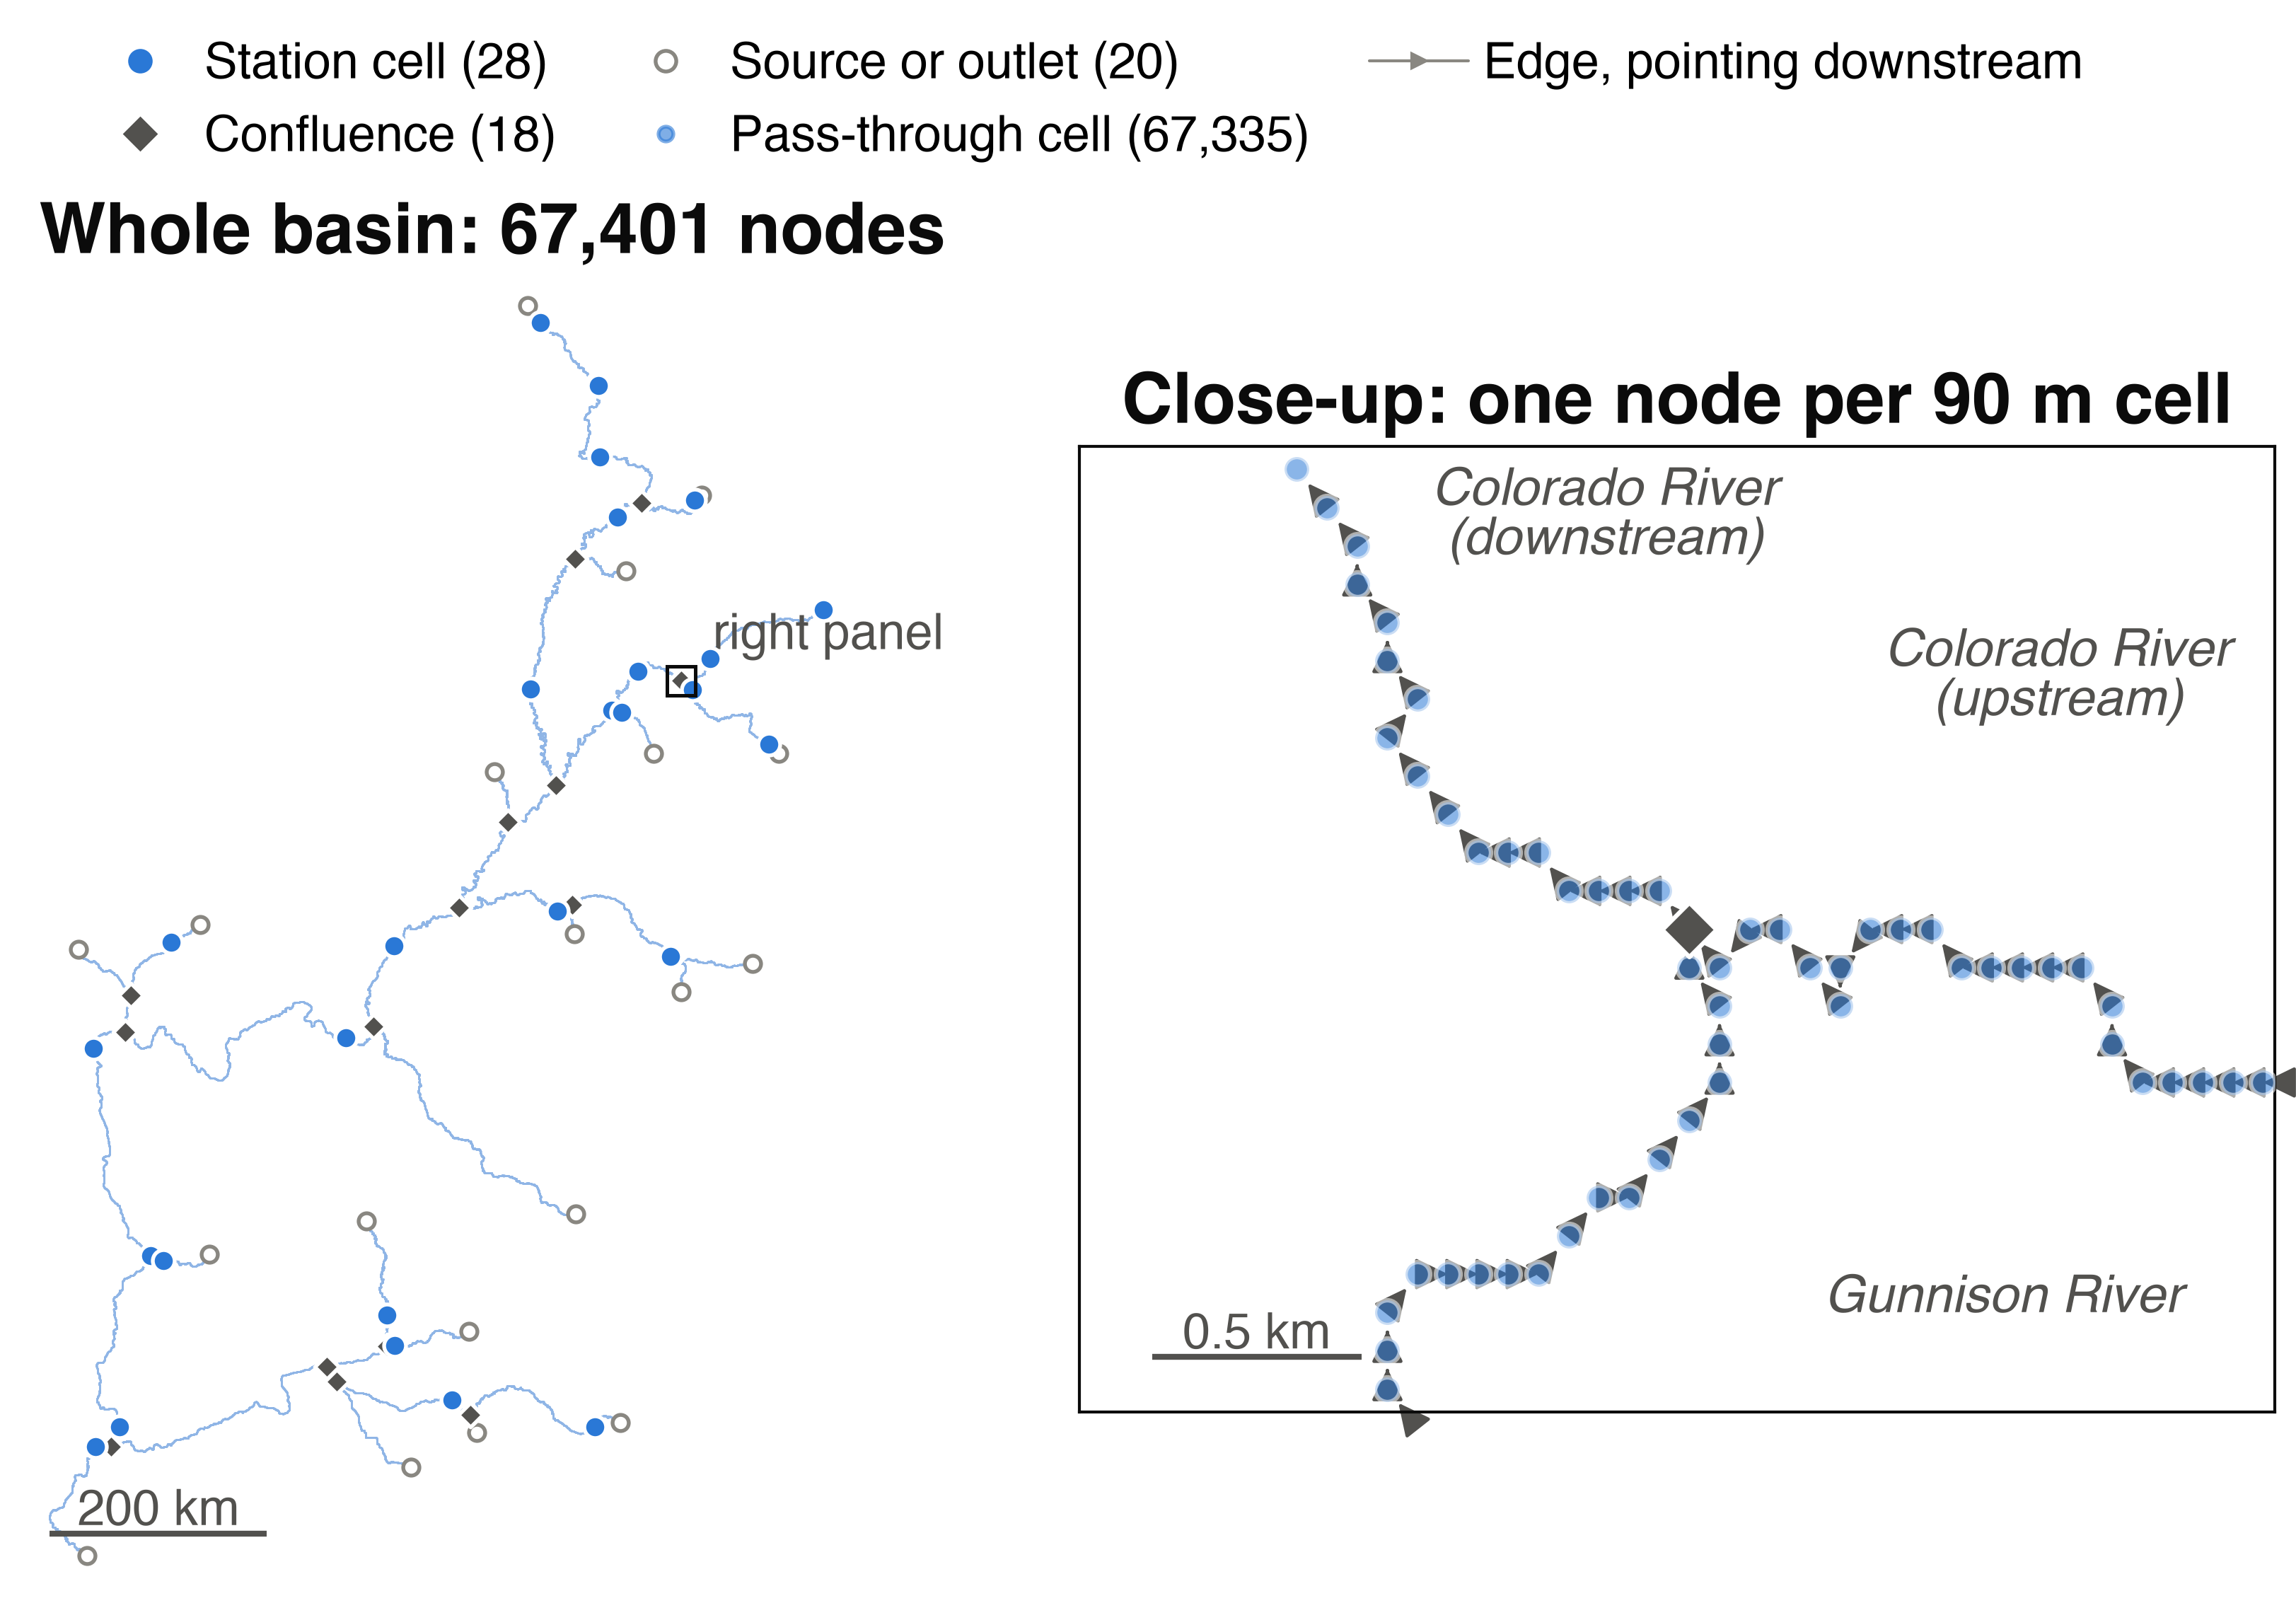 Station cell (28)
Source or outlet (20)
Edge, pointing downstream
Confluence (18)
Pass-through cell (67,335)
Whole basin: 67,401 nodes
right panel
200 km
Close-up: one node per 90 m cell
Colorado River
(downstream)
Colorado River
(upstream)
Gunnison River
0.5 km